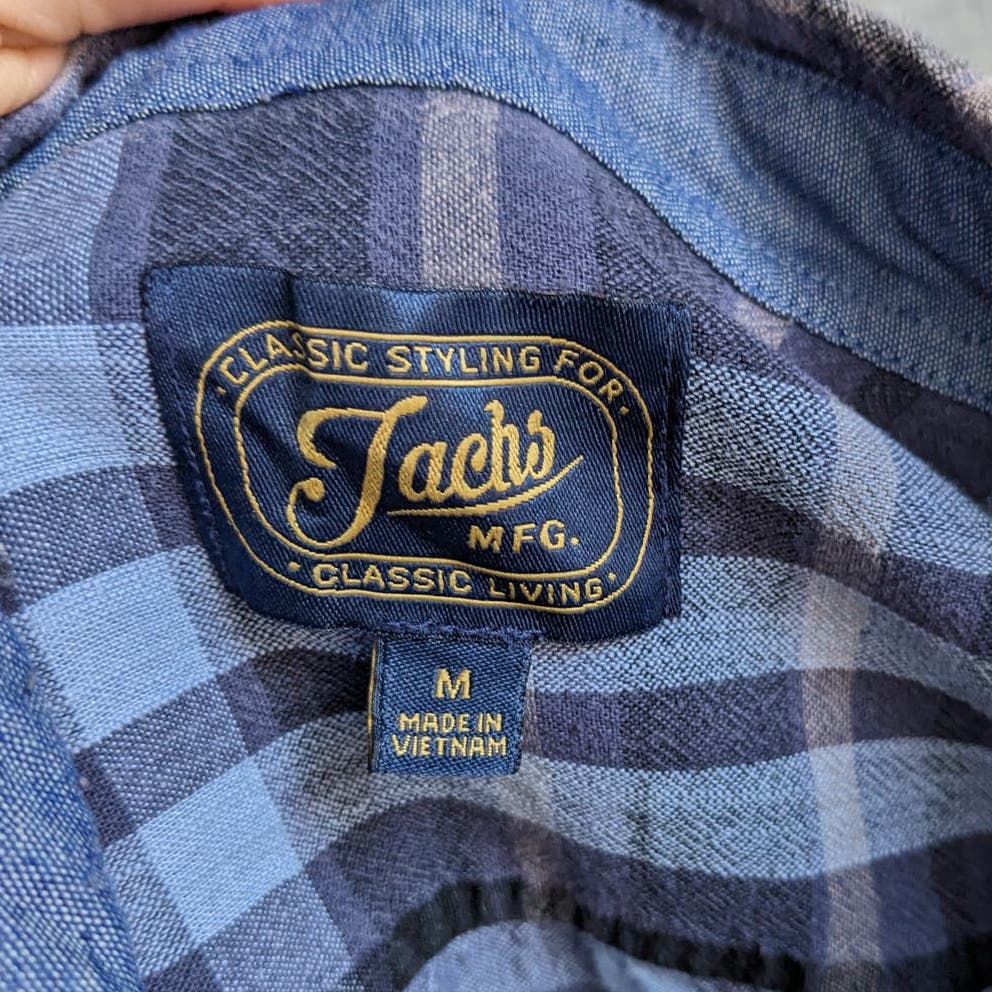 · CLASSIC STYLING FOR ·
Jachs
MFG.
· CLASSIC LIVING ·
M
MADE IN
VIETNAM